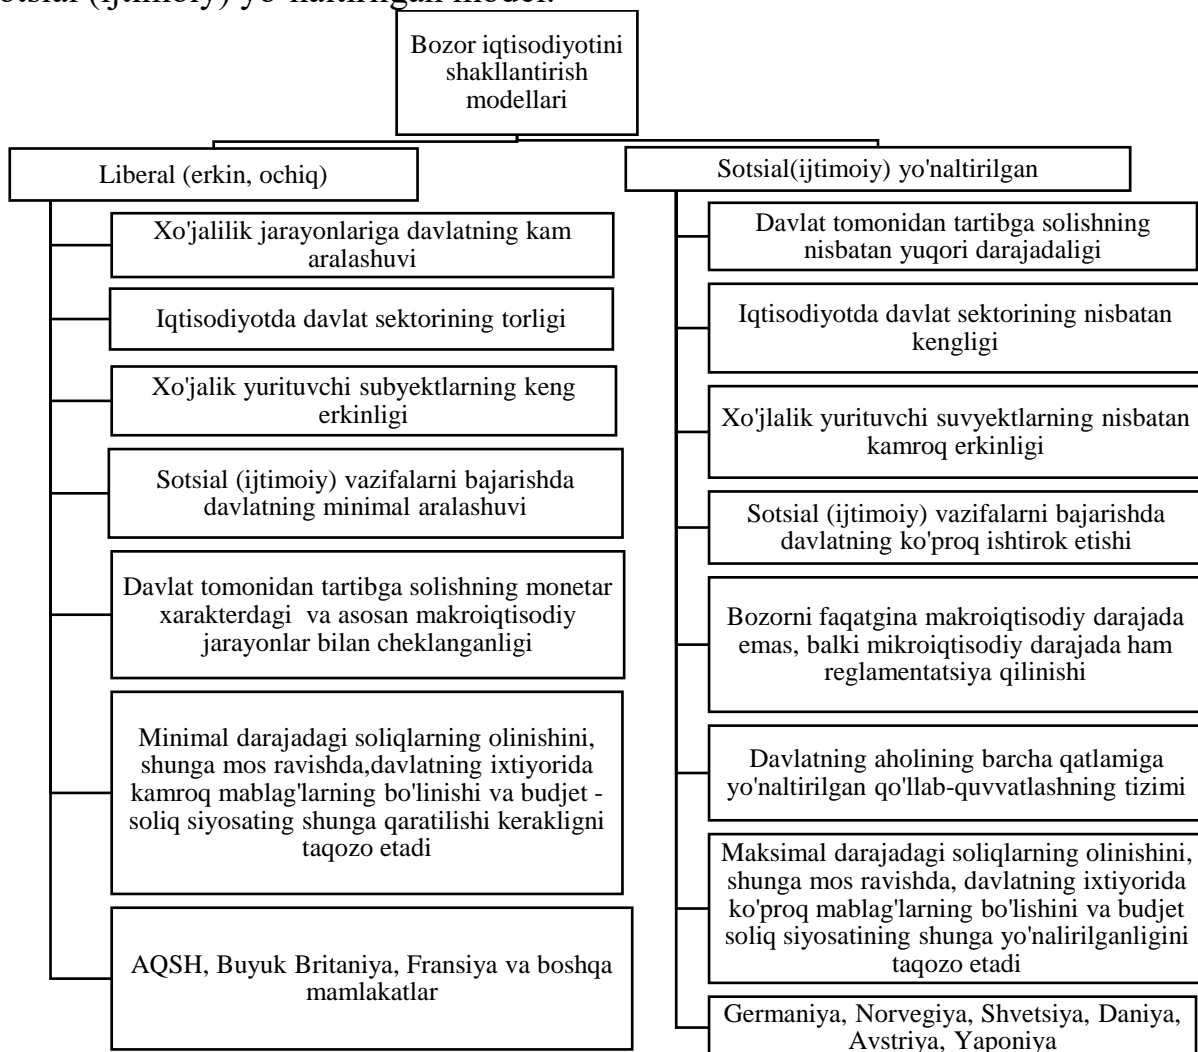 (ijtimoiy) yo'naltirilgan model.
Bozor iqtisodiyotini
shakllantirish
modellari
Liberal (erkin, ochiq)
Xo'jalilik jarayonlariga davlatning kam
aralashuvi
Iqtisodiyotda davlat sektorining torligi
Xo'jalik yurituvchi subyektlarning keng
erkinligi
Sotsial (ijtimoiy) vazifalarni bajarishda
davlatning minimal aralashuvi
Davlat tomonidan tartibga solishning monetar
xarakterdagi va asosan makroiqtisodiy
jarayonlar bilan cheklanganligi
Minimal darajadagi soliqlarning olinishini,
shunga mos ravishda,davlatning ixtiyorida
kamroq mablag'larning bo'linishi va budjet -
soliq siyosating shunga qaratilishi kerakligni
taqozo etadi
AQSH, Buyuk Britaniya, Fransiya va boshqa
mamlakatlar
Sotsial(ijtimoiy) yo'naltirilgan
Davlat tomonidan tartibga solishning
nisbatan yuqori darajadaligi
Iqtisodiyotda davlat sektorining nisbatan
kengligi
Xo'jlalik yurituvchi suvyektlarning nisbatan
kamroq erkinligi
Sotsial (ijtimoiy) vazifalarni bajarishda
davlatning ko'proq ishtirok etishi
Bozorni faqatgina makroiqtisodiy darajada
emas, balki mikroiqtisodiy darajada ham
reglamentatsiya qilinishi
Davlatning aholining barcha qatlamiga
yo'naltirilgan qo'llab-quvvatlashning tizimi
Maksimal darajadagi soliqlarning olinishini,
shunga mos ravishda, davlatning ixtiyorida
ko'proq mablag'larning bo'lishini va budjet
soliq siyosatining shunga yo'nalirilganligini
taqozo etadi
Germaniya, Norvegiya, Shvetsiya, Daniya,
Avstriya, Yaponiya